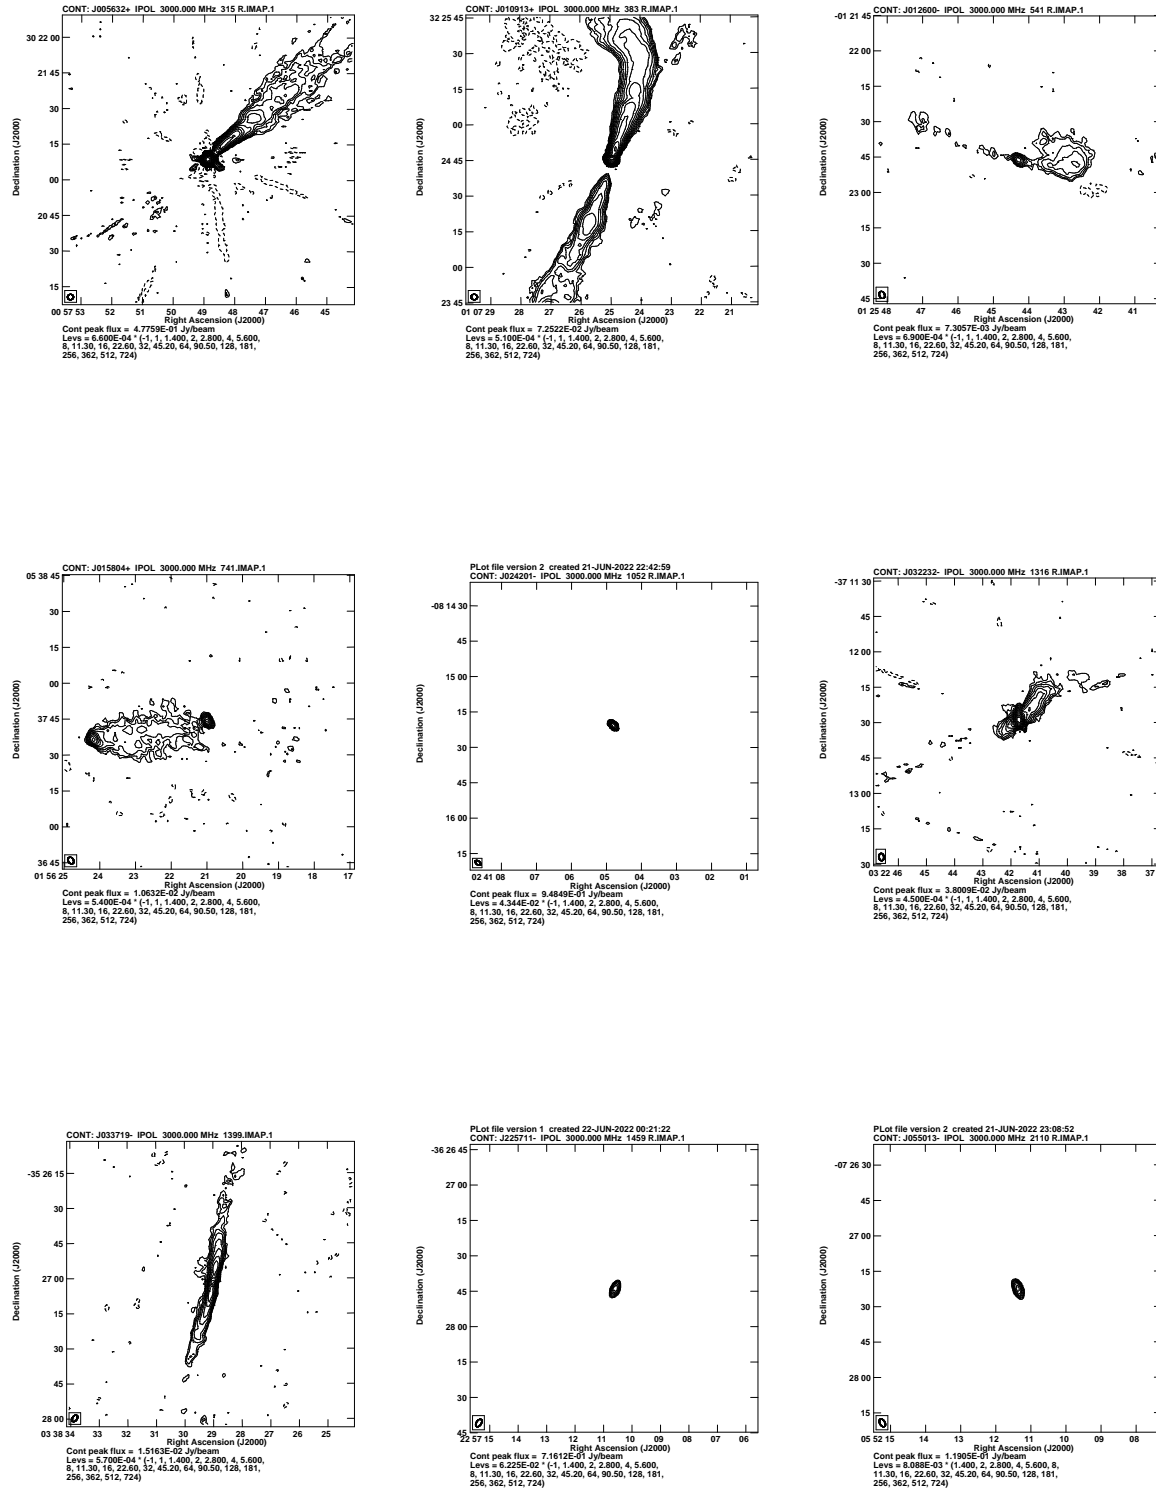 CONT: J005632+ IPOL 3000.000 MHz 315 R.IMAP.1
30 22 00
21 45
30
15
00
20 45
30
15
Declination (J2000)
00 57 53 52 51 50 49 48 47 46 45
Right Ascension (J2000)
Cont peak flux = 4.7759E-01 Jy/beam
Levs = 6.600E-04 * (-1, 1, 1.400, 2, 2.800, 4, 5.600,
8, 11.30, 16, 22.60, 32, 45.20, 64, 90.50, 128, 181,
256, 362, 512, 724)
CONT: J010913+ IPOL 3000.000 MHz 383 R.IMAP.1
32 25 45
30
15
00
24 45
30
15
00
23 45
Declination (J2000)
01 07 29 28 27 26 25 24 23 22 21
Right Ascension (J2000)
Cont peak flux = 7.2522E-02 Jy/beam
Levs = 5.100E-04 * (-1, 1, 1.400, 2, 2.800, 4, 5.600,
8, 11.30, 16, 22.60, 32, 45.20, 64, 90.50, 128, 181,
256, 362, 512, 724)
CONT: J012600- IPOL 3000.000 MHz 541 R.IMAP.1
-01 21 45
22 00
15
30
45
23 00
15
30
45
Declination (J2000)
01 25 48 47 46 45 44 43 42 41
Right Ascension (J2000)
Cont peak flux = 7.3057E-03 Jy/beam
Levs = 6.900E-04 * (-1, 1, 1.400, 2, 2.800, 4, 5.600,
8, 11.30, 16, 22.60, 32, 45.20, 64, 90.50, 128, 181,
256, 362, 512, 724)
CONT: J015804+ IPOL 3000.000 MHz 741.IMAP.1
05 38 45
30
15
00
37 45
30
15
00
36 45
Declination (J2000)
01 56 25 24 23 22 21 20 19 18 17
Right Ascension (J2000)
Cont peak flux = 1.0632E-02 Jy/beam
Levs = 5.400E-04 * (-1, 1, 1.400, 2, 2.800, 4, 5.600,
8, 11.30, 16, 22.60, 32, 45.20, 64, 90.50, 128, 181,
256, 362, 512, 724)
PLot file version 2 created 21-JUN-2022 22:42:59
CONT: J024201- IPOL 3000.000 MHz 1052 R.IMAP.1
-08 14 30
45
15 00
15
30
45
16 00
15
Declination (J2000)
02 41 08 07 06 05 04 03 02 01
Right Ascension (J2000)
Cont peak flux = 9.4849E-01 Jy/beam
Levs = 4.344E-02 * (-1, 1, 1.400, 2, 2.800, 4, 5.600,
8, 11.30, 16, 22.60, 32, 45.20, 64, 90.50, 128, 181,
256, 362, 512, 724)
CONT: J032232- IPOL 3000.000 MHz 1316 R.IMAP.1
-37 11 30
45
12 00
15
30
45
13 00
15
30
Declination (J2000)
03 22 46 45 44 43 42 41 40 39 38 37
Right Ascension (J2000)
Cont peak flux = 3.8009E-02 Jy/beam
Levs = 4.500E-04 * (-1, 1, 1.400, 2, 2.800, 4, 5.600,
8, 11.30, 16, 22.60, 32, 45.20, 64, 90.50, 128, 181,
256, 362, 512, 724)
CONT: J033719- IPOL 3000.000 MHz 1399.IMAP.1
-35 26 15
30
45
27 00
15
30
45
28 00
Declination (J2000)
03 38 34 33 32 31 30 29 28 27 26 25
Right Ascension (J2000)
Cont peak flux = 1.5163E-02 Jy/beam
Levs = 5.700E-04 * (-1, 1, 1.400, 2, 2.800, 4, 5.600,
8, 11.30, 16, 22.60, 32, 45.20, 64, 90.50, 128, 181,
256, 362, 512, 724)
PLot file version 1 created 22-JUN-2022 00:21:22
CONT: J225711- IPOL 3000.000 MHz 1459 R.IMAP.1
-36 26 45
27 00
15
30
45
28 00
15
30
45
Declination (J2000)
22 57 15 14 13 12 11 10 09 08 07 06
Right Ascension (J2000)
Cont peak flux = 7.1612E-01 Jy/beam
Levs = 6.225E-02 * (-1, 1, 1.400, 2, 2.800, 4, 5.600,
8, 11.30, 16, 22.60, 32, 45.20, 64, 90.50, 128, 181,
256, 362, 512, 724)
PLot file version 2 created 21-JUN-2022 23:08:52
CONT: J055013- IPOL 3000.000 MHz 2110 R.IMAP.1
-07 26 30
45
27 00
15
30
45
28 00
15
Declination (J2000)
05 52 15 14 13 12 11 10 09 08
Right Ascension (J2000)
Cont peak flux = 1.1905E-01 Jy/beam
Levs = 8.088E-03 * (1.400, 2, 2.800, 4, 5.600, 8,
11.30, 16, 22.60, 32, 45.20, 64, 90.50, 128, 181,
256, 362, 512, 724)